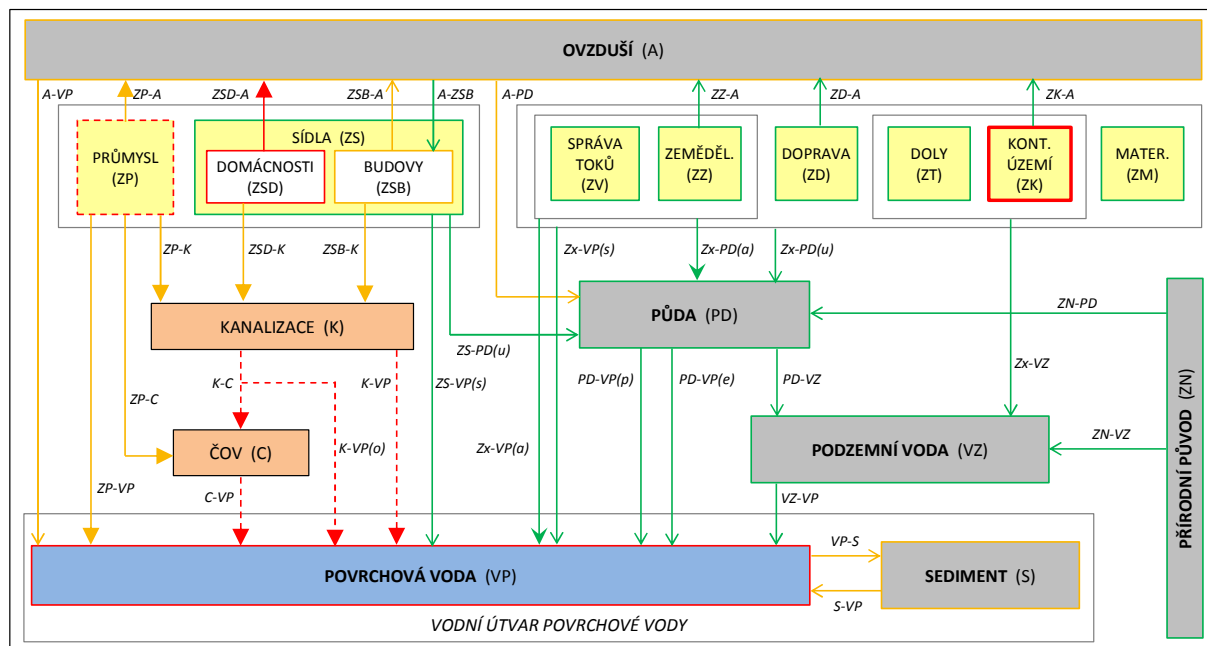 OVZDUŠÍ (A)
A-VP
ZP-A
ZSD-A
ZSB-A
A-ZSB
A-PD
ZZ-A
ZD-A
ZK-A
PRŮMYSL
(ZP)
SÍDLA (ZS)
DOMÁCNOSTI
(ZSD)
BUDOVY
(ZSB)
SPRÁVA
TOKŮ
(ZV)
ZEMĚDĚL.
(ZZ)
DOPRAVA
(ZD)
DOLY
(ZT)
KONT.
ÚZEMÍ
(ZK)
MATER.
(ZM)
ZP-K
ZSD-K
ZSB-K
Zx-VP(s)
Zx-PD(a)
Zx-PD(u)
KANALIZACE (K)
PŮDA (PD)
ZN-PD
ZS-PD(u)
K-C
K-VP
ZS-VP(s)
PD-VP(p)
PD-VP(e)
PD-VZ
Zx-VZ
ZP-C
ČOV (C)
K-VP(o)
Zx-VP(a)
PODZEMNÍ VODA (VZ)
ZN-VZ
PŘÍRODNÍ PŮVOD (ZN)
ZP-VP
C-VP
VZ-VP
POVRCHOVÁ VODA (VP)
VP-S
S-VP
SEDIMENT (S)
VODNÍ ÚTVAR POVRCHOVÉ VODY